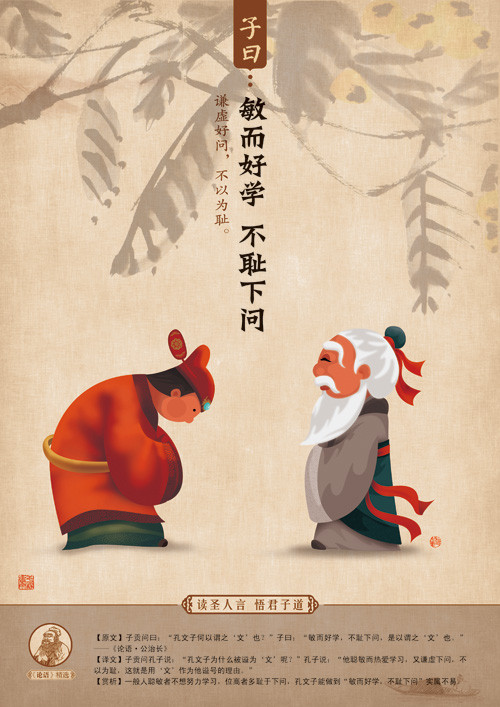 子曰：
敏而好学 不耻下问
谦虚好问，不以为耻。
读圣人言 悟君子道
《论语》精选
【原文】子贡问曰：“孔文子何以谓之‘文’也？”子曰：“敏而好学，不耻下问，是以谓之‘文’也。”
——《论语·公治长》
【译文】子贡问孔子说：“孔文子为什么被谥为‘文’呢？”孔子说：“他聪敏而热爱学习，又谦虚下问，不
以为耻，这就是用‘文’作为他谥号的理由。”
【赏析】一般人聪敏者不想努力学习，位高者多耻于下问，孔文子能做到“敏而好学，不耻下问”实属不易。